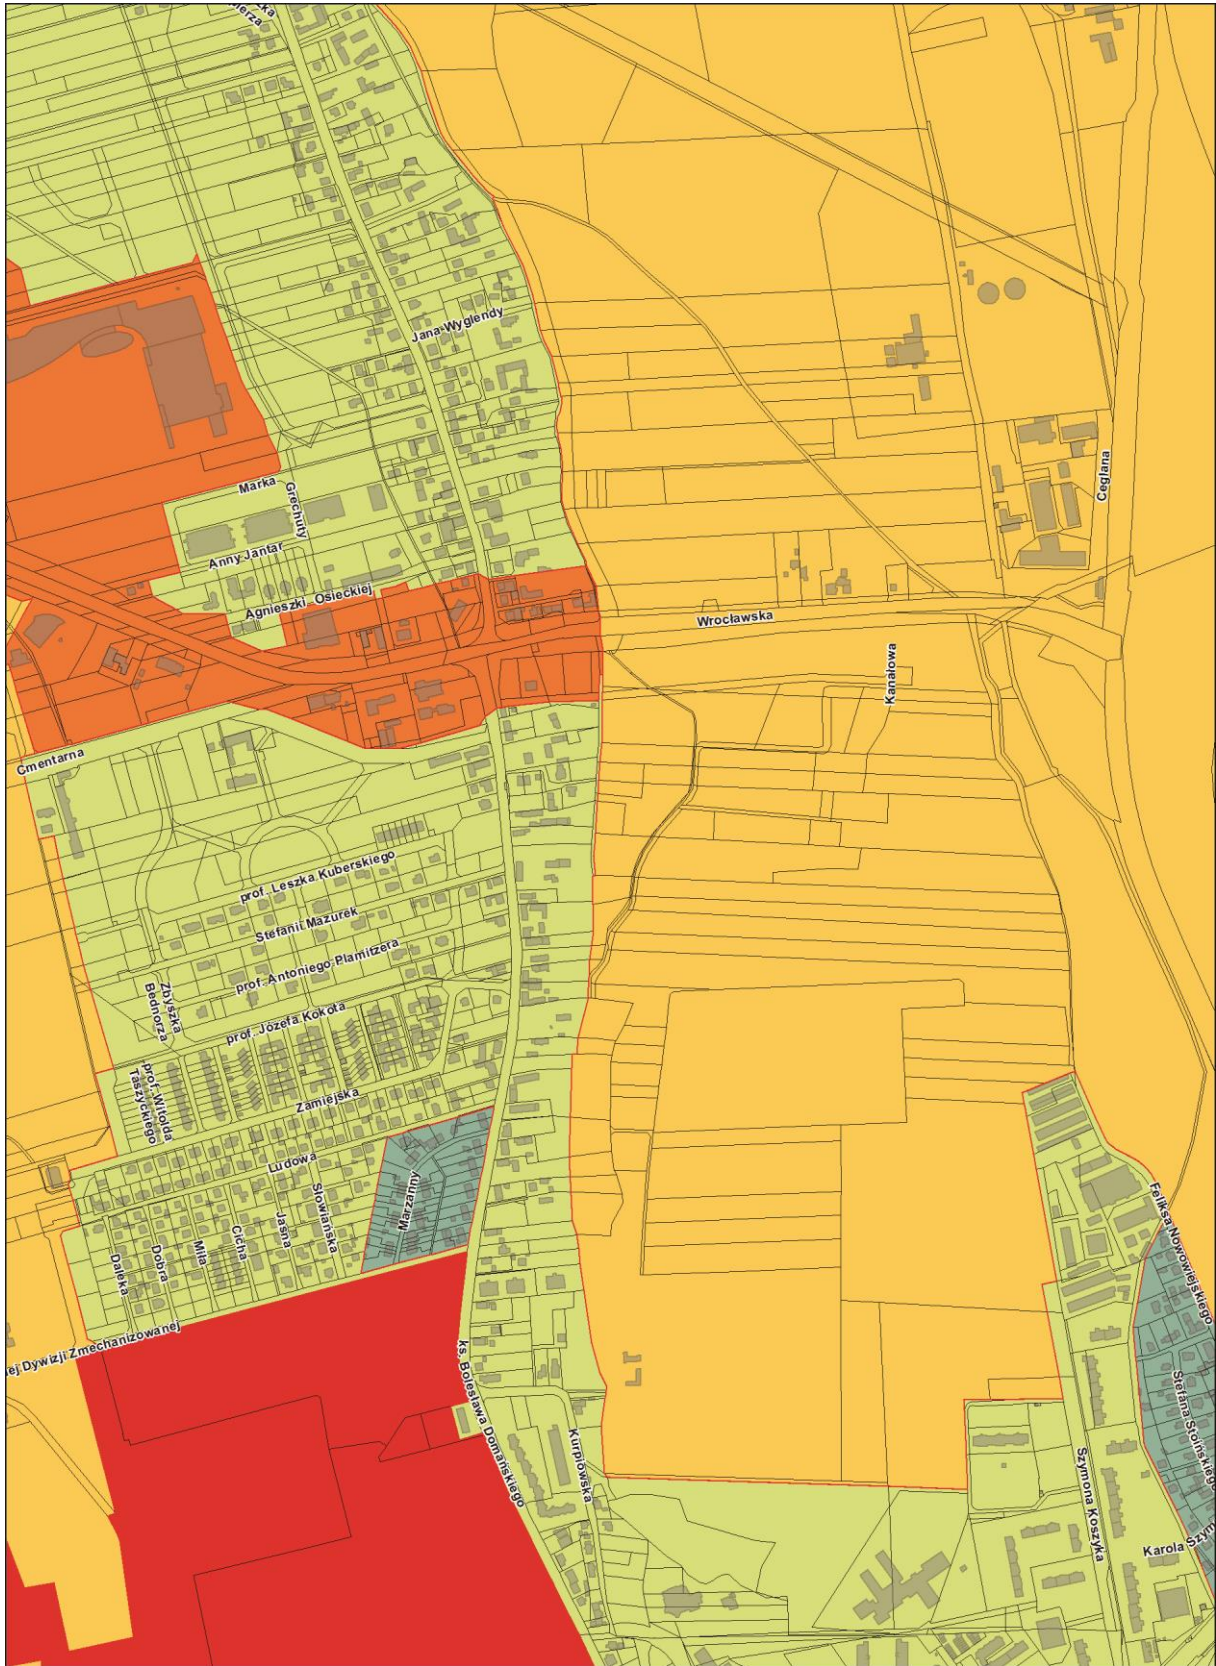 Jana Wyglendy
Marka
Grechuty
Anny Jantar
Agnieszki Osieckiej
Ceglana
Wrocławska
Kanałowa
Cmentarna
prof. Leszka Kuberskiego
Stefanii Mazurek
prof. Antoniego Plamitzera
Zbyszka
Bednorza
prof. Józefa Kokota
prof. Witolda
Taszyckiego
Zamiejska
Ludowa
Marzanny
Słowiańska
Jasna
Cicha
Miła
Dobra
Daleka
ej Dywizji Zmechanizowanej
Feliksa Nowowiejskiego
Stefana Stoińskiego
ks. Bolesława Domańskiego
Kurpiowska
Szymona Koszyka
Karola Szym